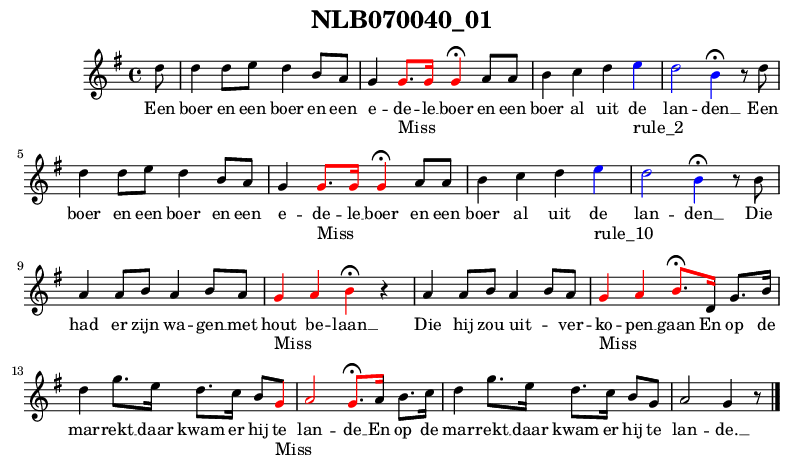 NLB070040_01
Een boer en een boer en een e -- de -- le boer en een boer al uit de lan -- den __ Een
Miss rule_2
5
boer en een boer en een e -- de -- le boer en een boer al uit de lan -- den __ Die
Miss rule_10
9
had er zijn wa -- gen met hout be -- laan __ Die hij zou uit -- ver -- ko -- pen gaan En op de
Miss Miss
13
mar -- rekt daar kwam er hij te lan -- de En op de mar -- rekt daar kwam er hij te lan -- de. __
Miss